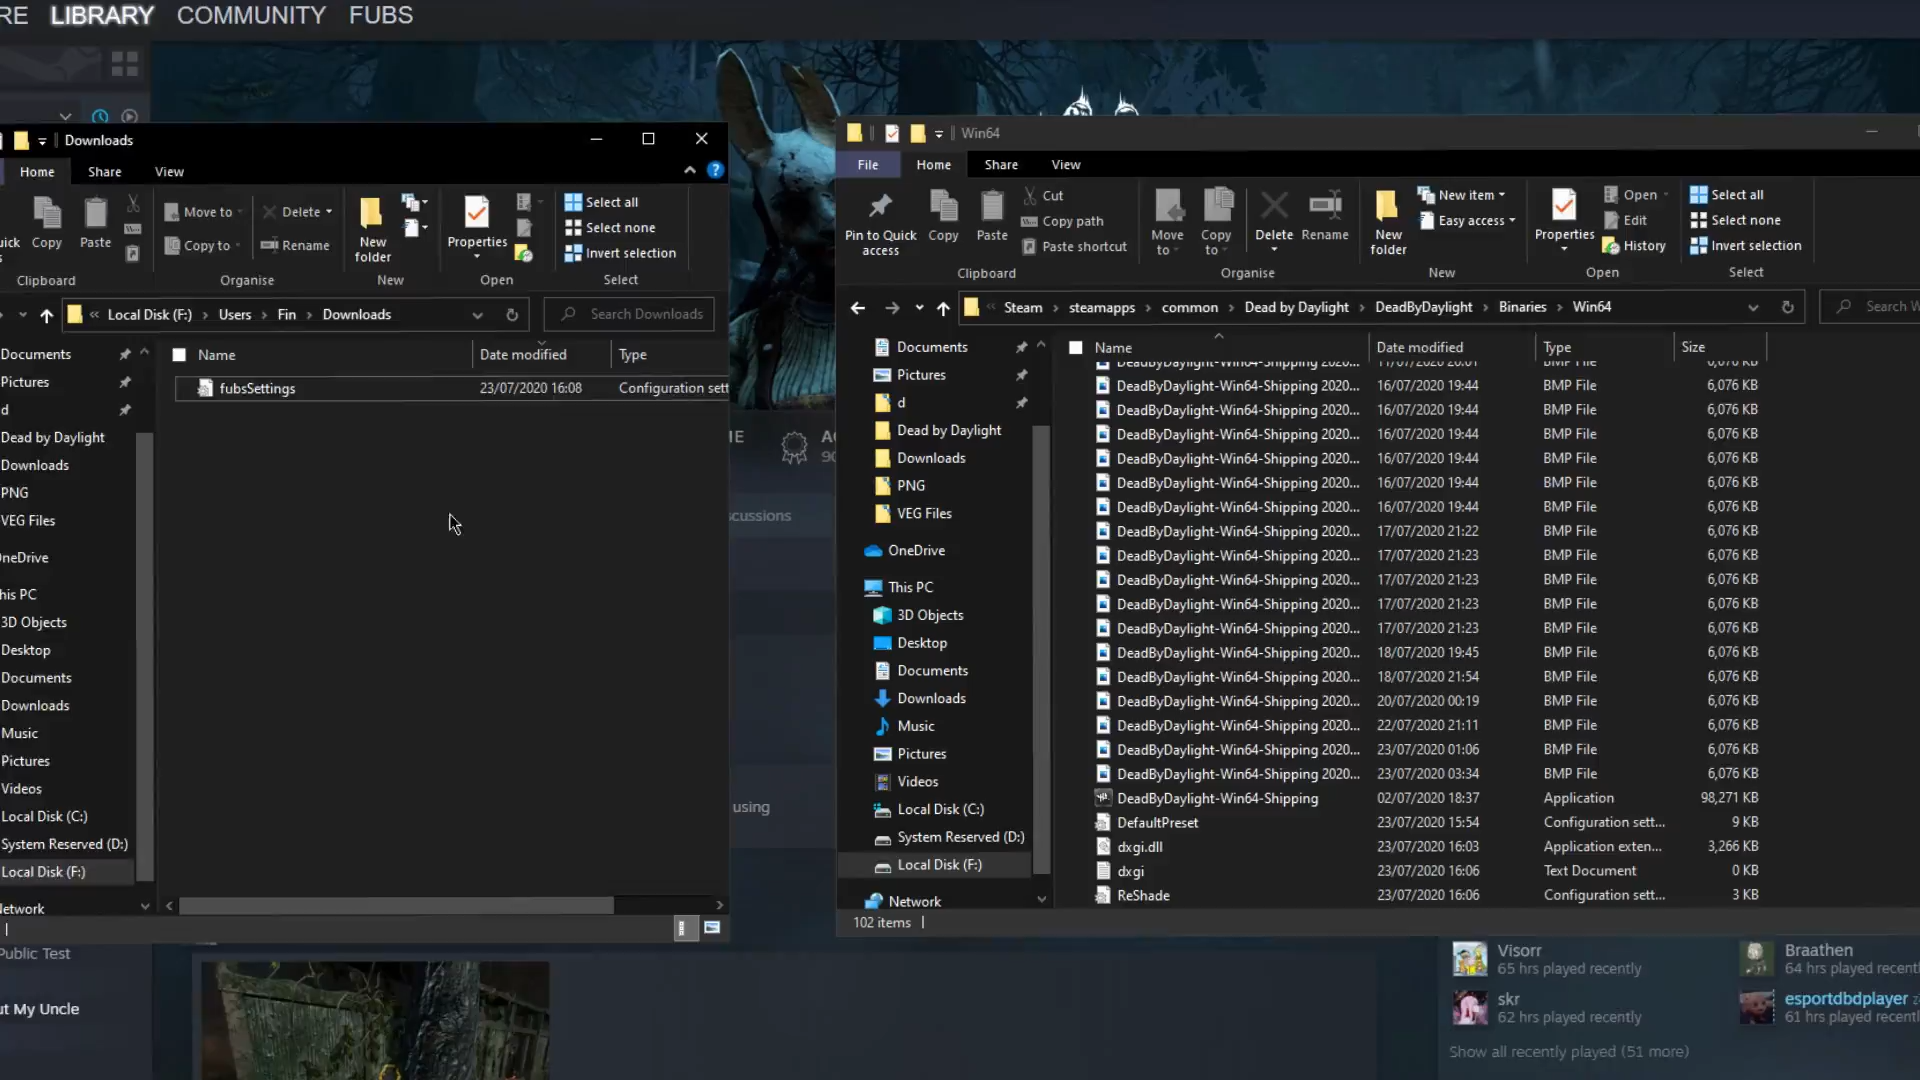 RE LIBRARY COMMUNITY FUBS
Downloads
Home Share View
Copy
Paste
Move to
Copy to
Delete
Rename
New
folder
Properties
Select all
Select none
Invert selection
Clipboard Organise New Open Select
« Local Disk (F:) > Users > Fin > Downloads
Search Downloads
Name Date modified Type
fubsSettings 23/07/2020 16:08 Configuration sett
Documents
Pictures
d
Dead by Daylight
Downloads
PNG
VEG Files
neDrive
his PC
3D Objects
Desktop
Documents
Downloads
Music
Pictures
Videos
Local Disk (C:)
System Reserved (D:)
Local Disk (F:)
etwork
Win64
File Home Share View
Pin to Quick
access
Copy
Paste
Cut
Copy path
Paste shortcut
Move
to
Copy
to
Delete
Rename
New
folder
New item
Easy access
Properties
Open
Edit
History
Select all
Select none
Invert selection
Clipboard Organise New Open Select
« Steam > steamapps > common > Dead by Daylight > DeadByDaylight > Binaries > Win64
Search W
Documents
Pictures
d
Dead by Daylight
Downloads
PNG
VEG Files
OneDrive
This PC
3D Objects
Desktop
Documents
Downloads
Music
Pictures
Videos
Local Disk (C:)
System Reserved (D:)
Local Disk (F:)
Network
Name Date modified Type Size
DeadByDaylight-Win64-Shipping 2020... 16/07/2020 19:44 BMP File 6,076 KB
DeadByDaylight-Win64-Shipping 2020... 16/07/2020 19:44 BMP File 6,076 KB
DeadByDaylight-Win64-Shipping 2020... 16/07/2020 19:44 BMP File 6,076 KB
DeadByDaylight-Win64-Shipping 2020... 16/07/2020 19:44 BMP File 6,076 KB
DeadByDaylight-Win64-Shipping 2020... 16/07/2020 19:44 BMP File 6,076 KB
DeadByDaylight-Win64-Shipping 2020... 16/07/2020 19:44 BMP File 6,076 KB
DeadByDaylight-Win64-Shipping 2020... 17/07/2020 21:22 BMP File 6,076 KB
DeadByDaylight-Win64-Shipping 2020... 17/07/2020 21:23 BMP File 6,076 KB
DeadByDaylight-Win64-Shipping 2020... 17/07/2020 21:23 BMP File 6,076 KB
DeadByDaylight-Win64-Shipping 2020... 17/07/2020 21:23 BMP File 6,076 KB
DeadByDaylight-Win64-Shipping 2020... 17/07/2020 21:23 BMP File 6,076 KB
DeadByDaylight-Win64-Shipping 2020... 18/07/2020 19:45 BMP File 6,076 KB
DeadByDaylight-Win64-Shipping 2020... 18/07/2020 21:54 BMP File 6,076 KB
DeadByDaylight-Win64-Shipping 2020... 20/07/2020 00:19 BMP File 6,076 KB
DeadByDaylight-Win64-Shipping 2020... 22/07/2020 21:11 BMP File 6,076 KB
DeadByDaylight-Win64-Shipping 2020... 23/07/2020 01:06 BMP File 6,076 KB
DeadByDaylight-Win64-Shipping 2020... 23/07/2020 03:34 BMP File 6,076 KB
DeadByDaylight-Win64-Shipping 02/07/2020 18:37 Application 98,271 KB
DefaultPreset 23/07/2020 15:54 Configuration sett... 9 KB
dxgi.dll 23/07/2020 16:03 Application exten... 3,266 KB
dxgi 23/07/2020 16:06 Text Document 0 KB
ReShade 23/07/2020 16:06 Configuration sett... 3 KB
102 items
scussions
using
Public Test
ut My Uncle
Visorr
65 hrs played recently
Braathen
64 hrs played recent
skr
62 hrs played recently
esportdbdplayer
61 hrs played recent
Show all recently played (51 more)